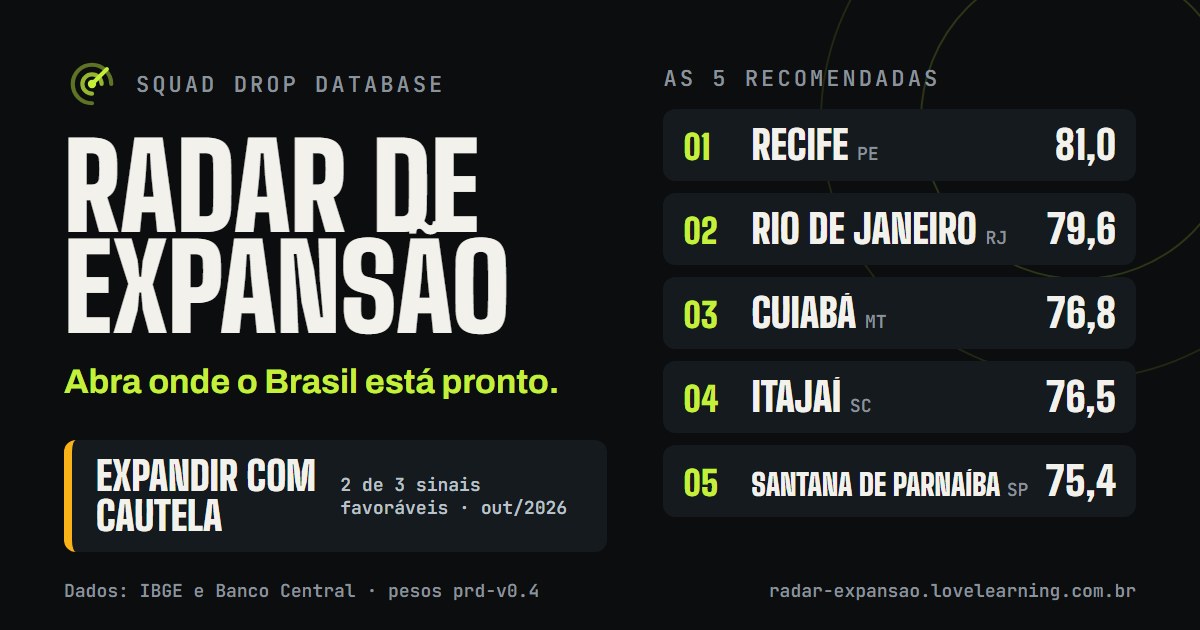 SQUAD DROP DATABASE
RADAR DE
EXPANSÃO
Abra onde o Brasil está pronto.
EXPANDIR COM
CAUTELA
2 de 3 sinais
favoráveis · out/2026
Dados: IBGE e Banco Central · pesos prd-v0.4
AS 5 RECOMENDADAS
01 RECIFE PE 81,0
02 RIO DE JANEIRO RJ 79,6
03 CUIABÁ MT 76,8
04 ITAJAÍ SC 76,5
05 SANTANA DE PARNAÍBA SP 75,4
radar-expansao.lovelearning.com.br